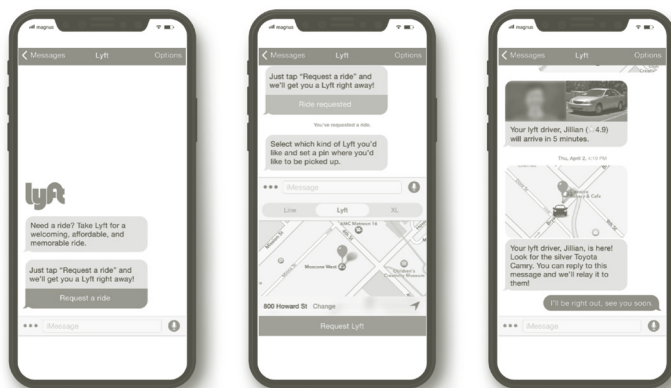 magnus
Messages
Lyft
Options
lyft
Need a ride? Take Lyft for a
welcoming, affordable, and
memorable ride.
Just tap “Request a ride” and
we'll get you a Lyft right away!
Request a ride
iMessage
magnus
Messages
Lyft
Options
Just tap “Request a ride” and
we'll get you a Lyft right away!
Ride requested
You've requested a ride.
Select which kind of Lyft you'd
like and set a pin where you'd
like to be picked up.
iMessage
Line
Lyft
XL
Moscone West
800 Howard St
Change
Request Lyft
magnus
Messages
Lyft
Options
Your lyft driver, Jillian (☆4.9)
will arrive in 5 minutes.
Thu, April 2, 4:10 PM
& Cafe
Your lyft driver, Jillian, is here!
Look for the silver Toyota
Camry. You can reply to this
message and we'll relay it to
them!
I'll be right out, see you soon.
iMessage